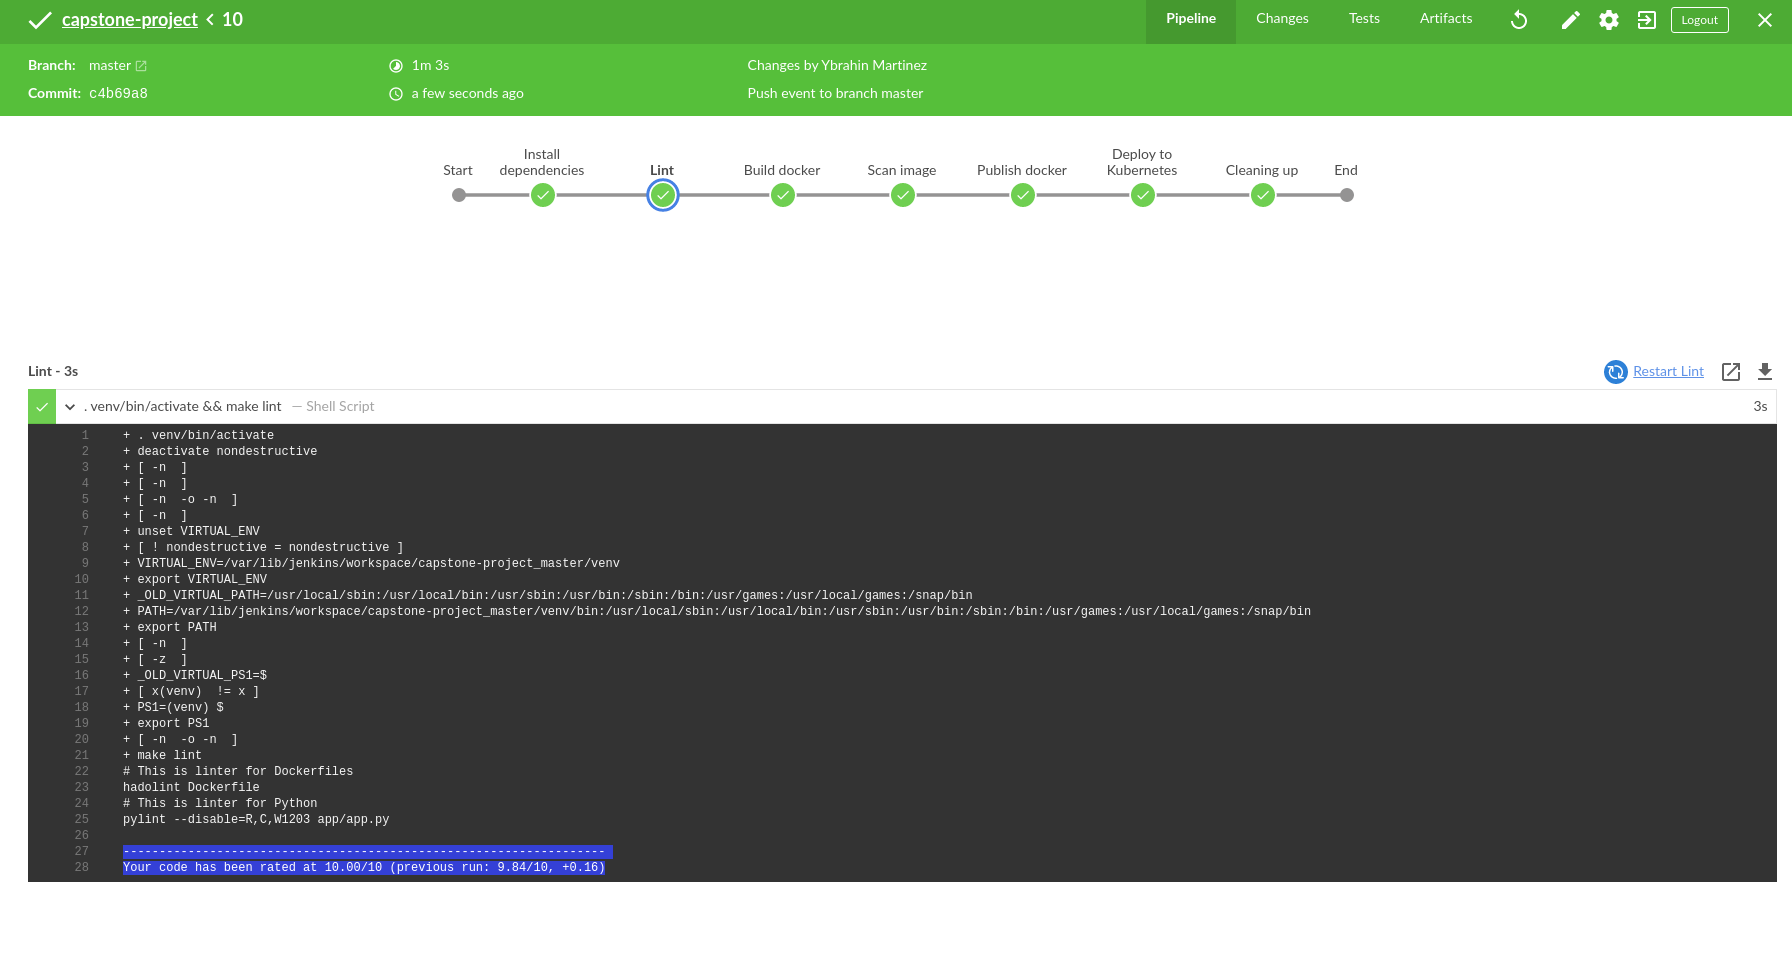 capstone-project < 10
Pipeline Changes Tests Artifacts Logout
Branch: master 1m 3s Changes by Ybrahin Martinez
Commit: c4b69a8 a few seconds ago Push event to branch master
Start
Install
dependencies
Lint
Build docker
Scan image
Publish docker
Deploy to
Kubernetes
Cleaning up
End
Lint - 3s Restart Lint
. venv/bin/activate && make lint — Shell Script 3s
1 + . venv/bin/activate
2 + deactivate nondestructive
3 + [ -n  ]
4 + [ -n  ]
5 + [ -n  -o -n  ]
6 + [ -n  ]
7 + unset VIRTUAL_ENV
8 + [ ! nondestructive = nondestructive ]
9 + VIRTUAL_ENV=/var/lib/jenkins/workspace/capstone-project_master/venv
10 + export VIRTUAL_ENV
11 + _OLD_VIRTUAL_PATH=/usr/local/sbin:/usr/local/bin:/usr/sbin:/usr/bin:/sbin:/bin:/usr/games:/usr/local/games:/snap/bin
12 + PATH=/var/lib/jenkins/workspace/capstone-project_master/venv/bin:/usr/local/sbin:/usr/local/bin:/usr/sbin:/usr/bin:/sbin:/bin:/usr/games:/usr/local/games:/snap/bin
13 + export PATH
14 + [ -n  ]
15 + [ -z  ]
16 + _OLD_VIRTUAL_PS1=$
17 + [ x(venv)  != x ]
18 + PS1=(venv) $
19 + export PS1
20 + [ -n  -o -n  ]
21 + make lint
22 # This is linter for Dockerfiles
23 hadolint Dockerfile
24 # This is linter for Python
25 pylint --disable=R,C,W1203 app/app.py
26
27 -------------------------------------------------------------------
28 Your code has been rated at 10.00/10 (previous run: 9.84/10, +0.16)